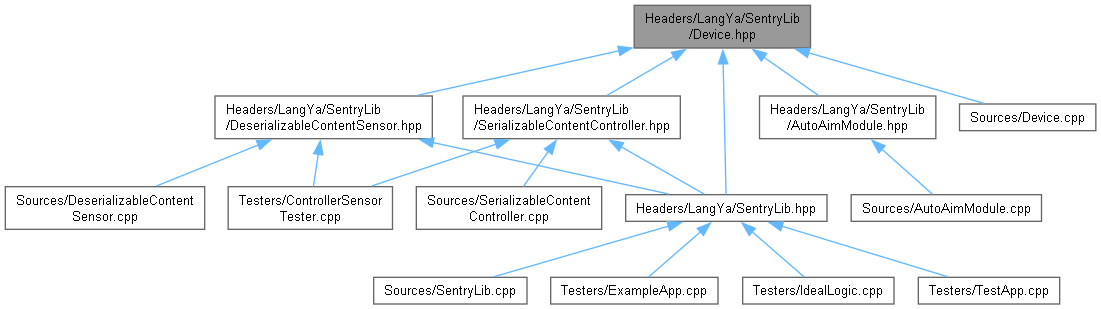 Headers/LangYa/SentryLib
/Device.hpp
Headers/LangYa/SentryLib
/DeserializableContentSensor.hpp
Headers/LangYa/SentryLib
/SerializableContentController.hpp
Headers/LangYa/SentryLib
/AutoAimModule.hpp
Sources/Device.cpp
Sources/DeserializableContent
Sensor.cpp
Testers/ControllerSensor
Tester.cpp
Sources/SerializableContent
Controller.cpp
Headers/LangYa/SentryLib.hpp
Sources/AutoAimModule.cpp
Sources/SentryLib.cpp
Testers/ExampleApp.cpp
Testers/IdealLogic.cpp
Testers/TestApp.cpp